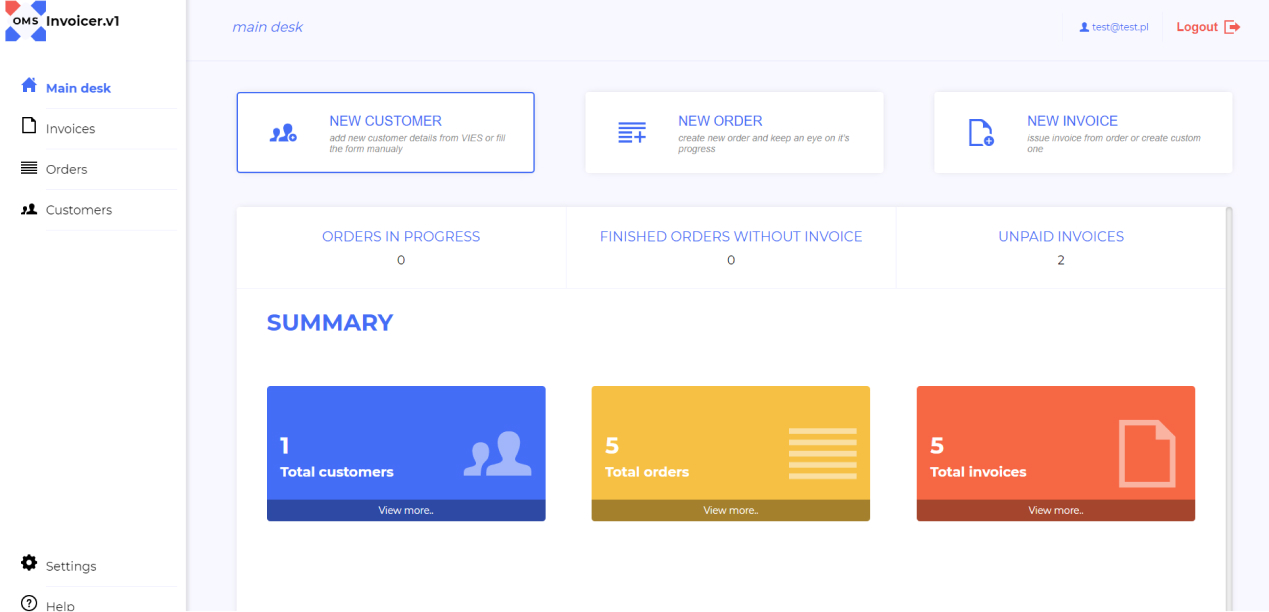 OMS Invoicer.v1
main desk
test@test.pl
Logout
Main desk
Invoices
Orders
Customers
Settings
Help
NEW CUSTOMER
add new customer details from VIES or fill
the form manualy
NEW ORDER
create new order and keep an eye on it's
progress
NEW INVOICE
issue invoice from order or create custom
one
ORDERS IN PROGRESS
0
FINISHED ORDERS WITHOUT INVOICE
0
UNPAID INVOICES
2
SUMMARY
1
Total customers
View more..
5
Total orders
View more..
5
Total invoices
View more..